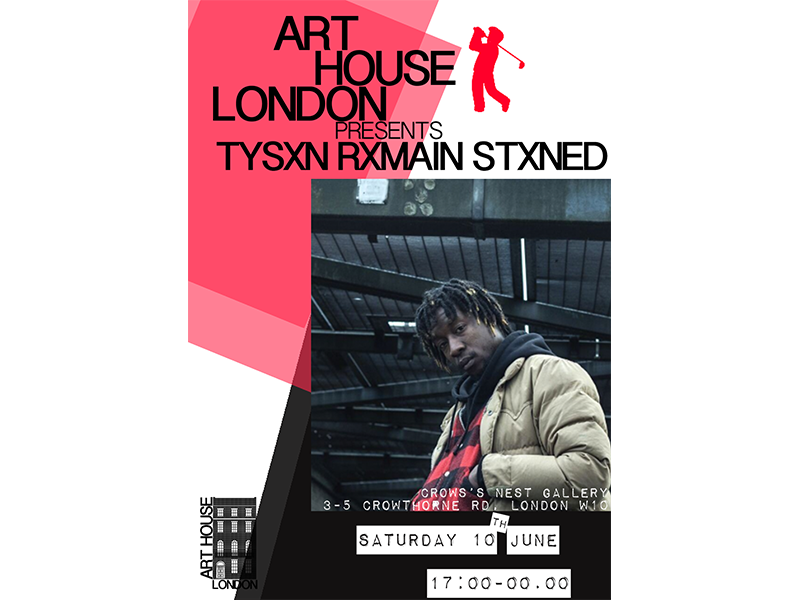 ART
HOUSE
LONDON
PRESENTS
TYSXN RXMAIN STXNED
CROWS'S NEST GALLERY
3-5 CROWTHORNE RD, LONDON W10
SATURDAY 10TH JUNE
17:00-00.00
ART HOUSE
LONDON